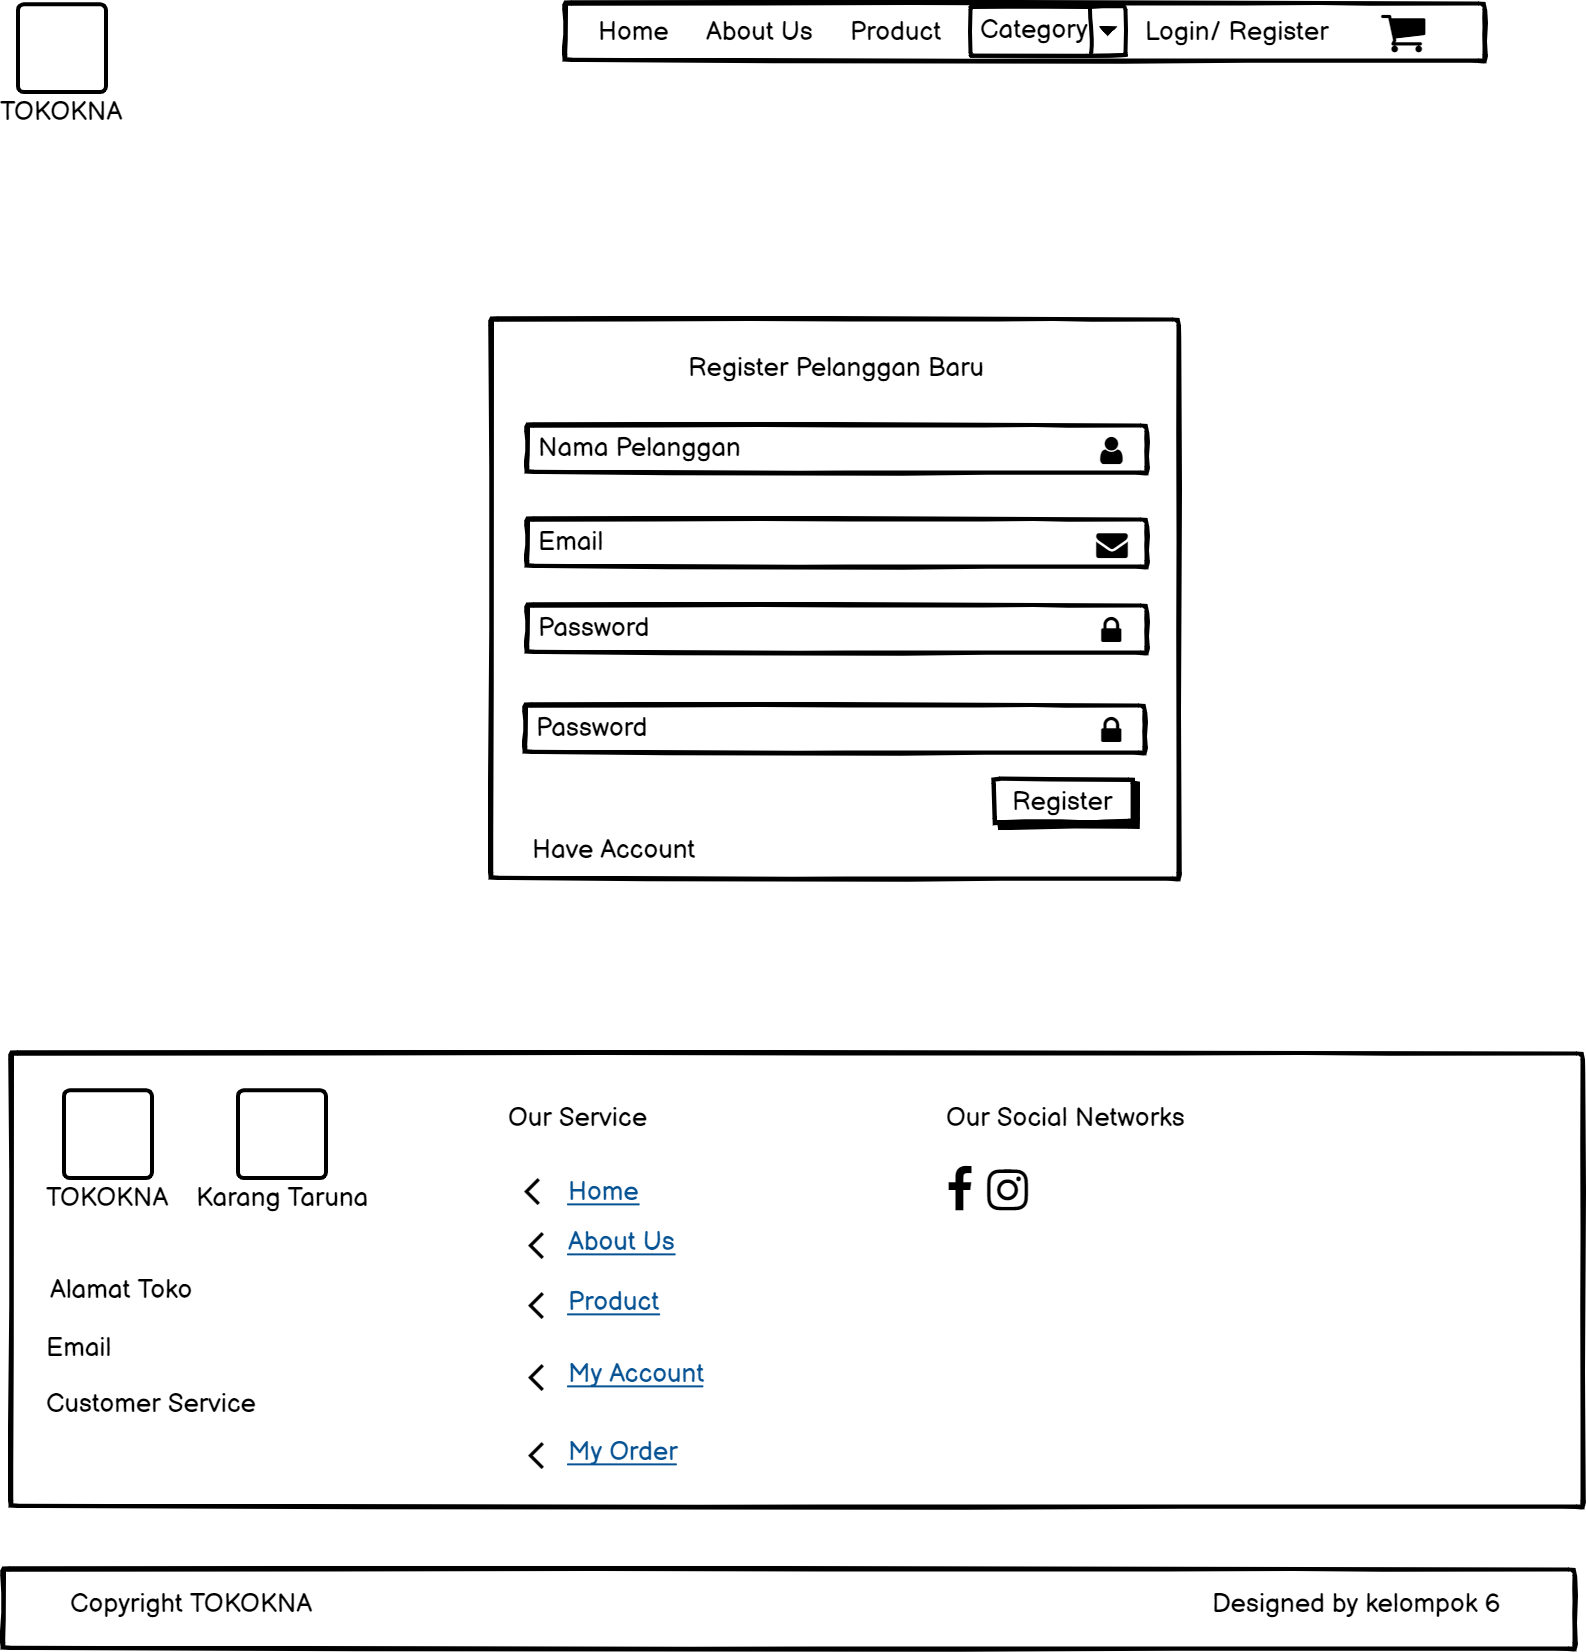 TOKOKNA
Home About Us Product Category Login/ Register
Register Pelanggan Baru
Nama Pelanggan
Email
Password
Password
Register
Have Account
TOKOKNA Karang Taruna
Alamat Toko
Email
Customer Service
Our Service
Home
About Us
Product
My Account
My Order
Our Social Networks
Copyright TOKOKNA
Designed by kelompok 6